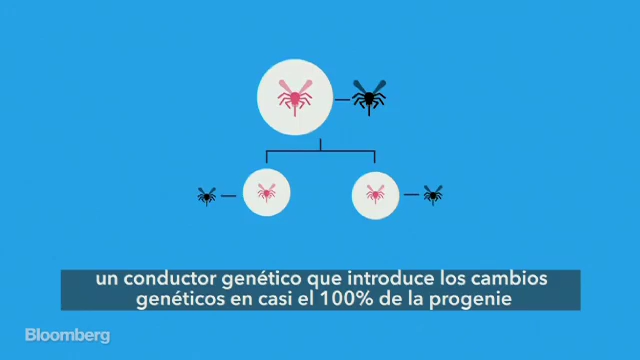 un conductor genético que introduce los cambios
genéticos en casi el 100% de la progenie
Bloomberg